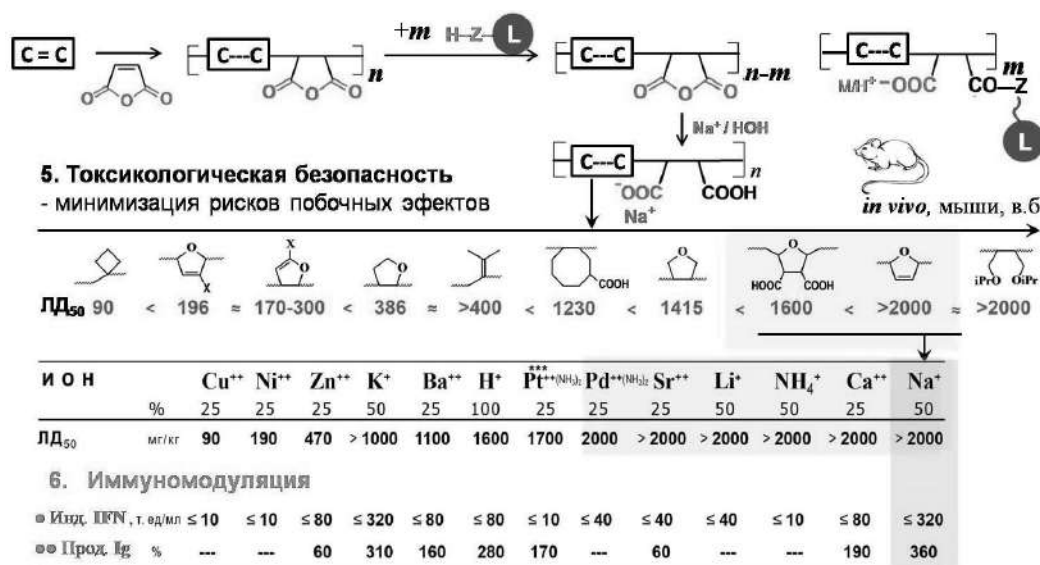 C = C
O O O
C---C
O O O
n
+m H-Z-L
C---C
O O O
n-m
C---C
m
M/H⁺ ⁻OOC
CO—Z
L
Na⁺ / HOH
C---C
n
⁻OOC COOH
Na⁺
5. Токсикологическая безопасность
- минимизация рисков побочных эфектов
in vivo, мыши, в.б
O X
X O
O
COOH
O
O HOOC COOH
O
iPrO OiPr
ЛД₅₀ 90 < 196 ≈ 170-300 < 386 ≈ >400 < 1230 < 1415 < 1600 < >2000 ≈ >2000
ИОН Cu⁺⁺ Ni⁺⁺ Zn⁺⁺ K⁺ Ba⁺⁺ H⁺ Pt***⁺⁺(NH₃)₂ Pd⁺⁺(NH₃)₂ Sr⁺⁺ Li⁺ NH₄⁺ Ca⁺⁺ Na⁺
% 25 25 25 50 25 100 25 25 25 50 50 25 50
ЛД₅₀ мг/кг 90 190 470 > 1000 1100 1600 1700 2000 > 2000 > 2000 > 2000 > 2000 > 2000
6. Иммуномодуляция
Инд. IFN, т. ед/мл ≤ 10 ≤ 10 ≤ 80 ≤ 320 ≤ 80 ≤ 80 ≤ 10 ≤ 40 ≤ 40 ≤ 40 ≤ 10 ≤ 80 ≤ 320
Прод. Ig % --- --- 60 310 160 280 170 --- 60 --- --- 190 360